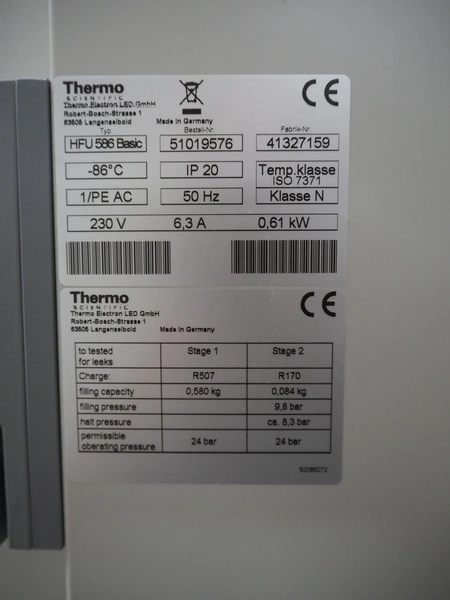 Thermo
SCIENTIFIC
Thermo Electron LED GmbH
Robert-Bosch-Strasse 1
63505 Langenselbold Made in Germany
Typ Bestell-Nr. Fabrik-Nr.
HFU 586 Basic 51019576 41327159
-86°C IP 20 Temp.klasse
ISO 7371
1/PE AC 50 Hz Klasse N
230 V 6,3 A 0,61 kW
Thermo
SCIENTIFIC
Thermo Electron LED GmbH
Robert-Bosch-Strasse 1
63505 Langenselbold Made in Germany
to tested Stage 1 Stage 2
for leaks
Charge: R507 R170
filling capacity 0,580 kg 0,084 kg
filling pressure 9,8 bar
halt pressure ca. 8,3 bar
permissible
operating pressure 24 bar 24 bar
50085072